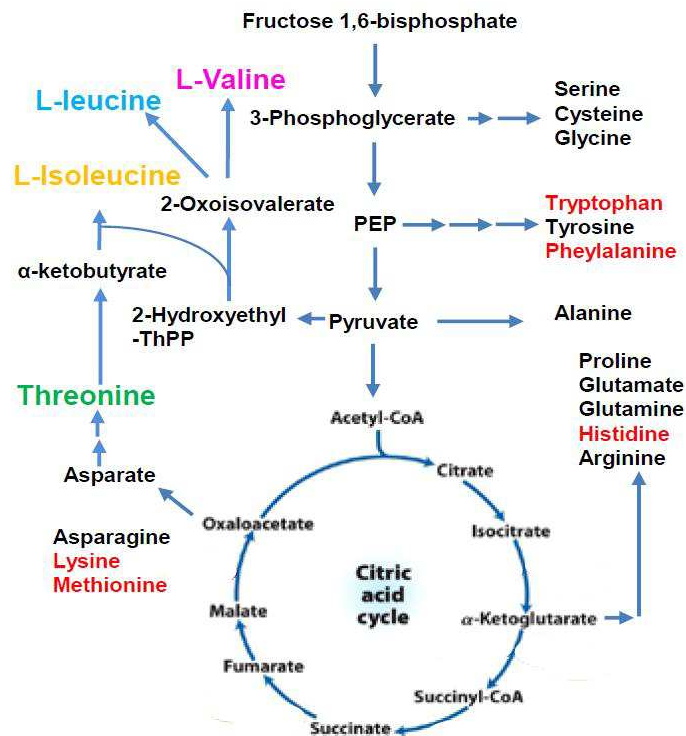 Fructose 1,6-bisphosphate
L-Valine
L-leucine
3-Phosphoglycerate
Serine
Cysteine
Glycine
L-Isoleucine
2-Oxoisovalerate
PEP
Tryptophan
Tyrosine
Pheylalanine
α-ketobutyrate
2-Hydroxyethyl
-ThPP
Pyruvate
Alanine
Threonine
Proline
Glutamate
Glutamine
Histidine
Arginine
Acetyl-CoA
Asparate
Citrate
Oxaloacetate
Isocitrate
Asparagine
Lysine
Methionine
Citric
acid
cycle
Malate
α-Ketoglutarate
Fumarate
Succinyl-CoA
Succinate